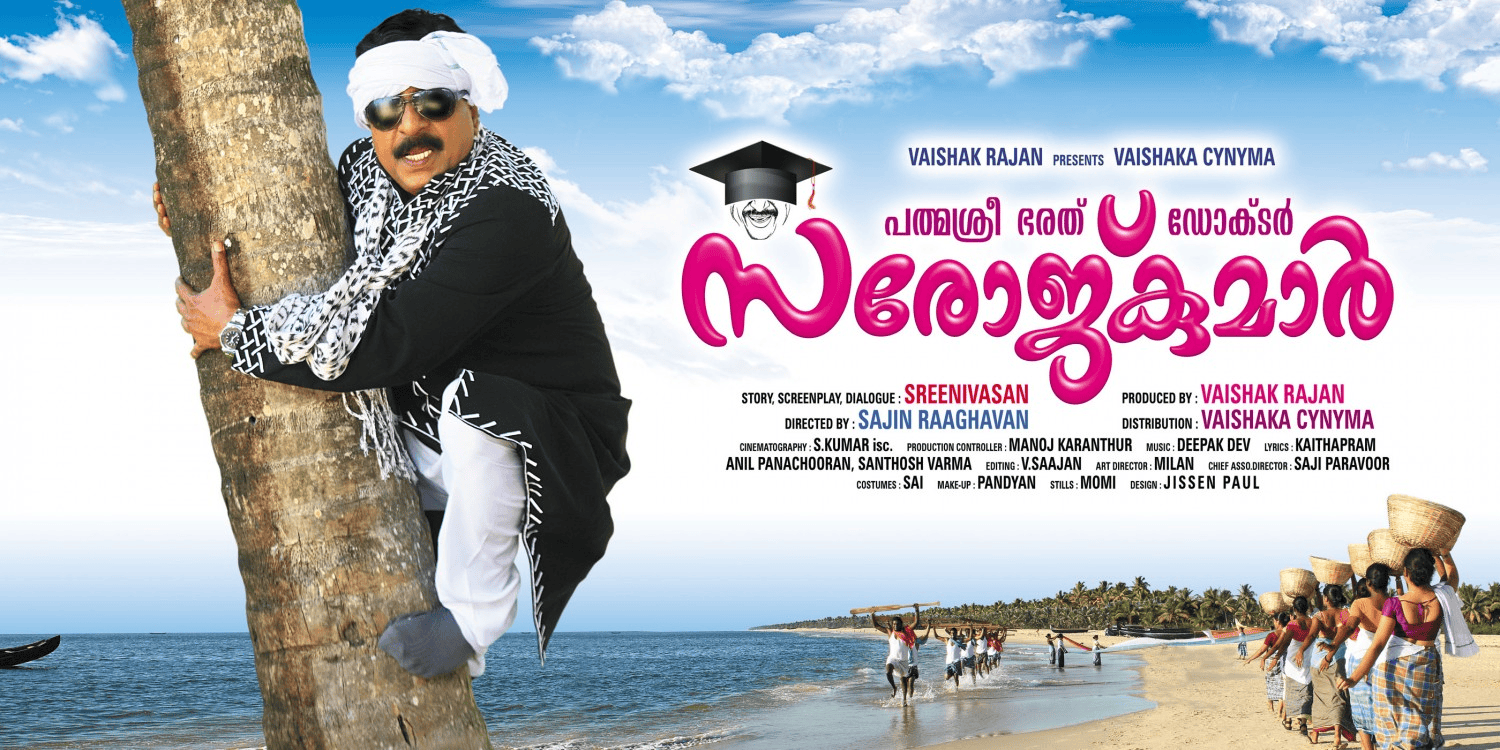 VAISHAK RAJAN PRESENTS VAISHAKA CYNYMA
പത്മശ്രീ ഭരത് ഡോക്ടർ
സരോജ്കുമാർ
STORY, SCREENPLAY, DIALOGUE : SREENIVASAN
DIRECTED BY : SAJIN RAAGHAVAN
PRODUCED BY : VAISHAK RAJAN
DISTRIBUTION : VAISHAKA CYNYMA
CINEMATOGRAPHY : S.KUMAR isc. PRODUCTION CONTROLLER : MANOJ KARANTHUR MUSIC : DEEPAK DEV LYRICS : KAITHAPRAM
ANIL PANACHOORAN, SANTHOSH VARMA EDITING : V.SAAJAN ART DIRECTOR : MILAN CHIEF ASSO.DIRECTOR : SAJI PARAVOOR
COSTUMES : SAI MAKE-UP : PANDYAN STILLS : MOMI DESIGN : JISSEN PAUL